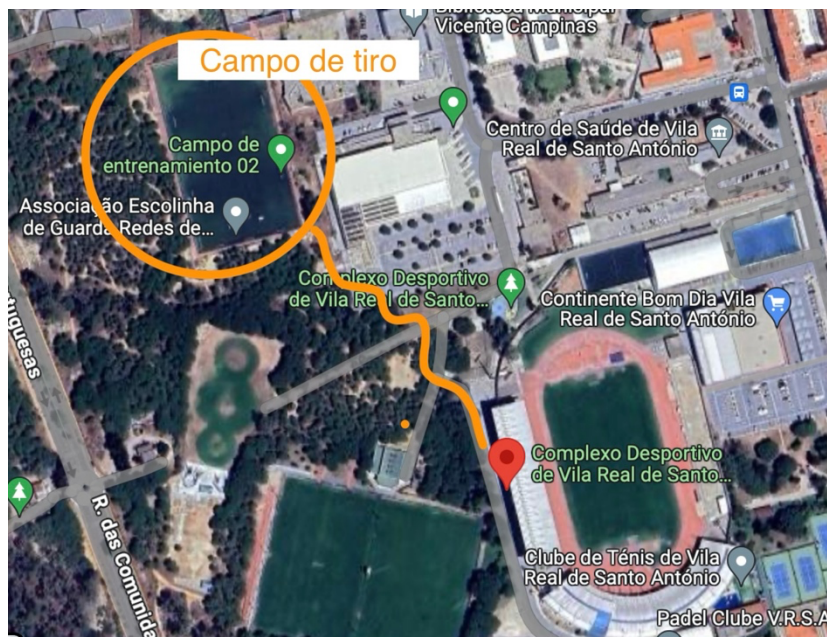 Biblioteca Municipal
Vicente Campinas
Campo de tiro
Campo de
entrenamiento 02
Centro de Saúde de Vila
Real de Santo António
Associação Escolinha
de Guarda Redes de...
Complexo Desportivo
de Vila Real de Santo...
Continente Bom Dia Vila
Real de Santo António
tuguesas
Complexo Desportivo
de Vila Real de Santo...
R. das Comunida
Clube de Ténis de Vila
Real de Santo António
Padel Clube V.R.S.A